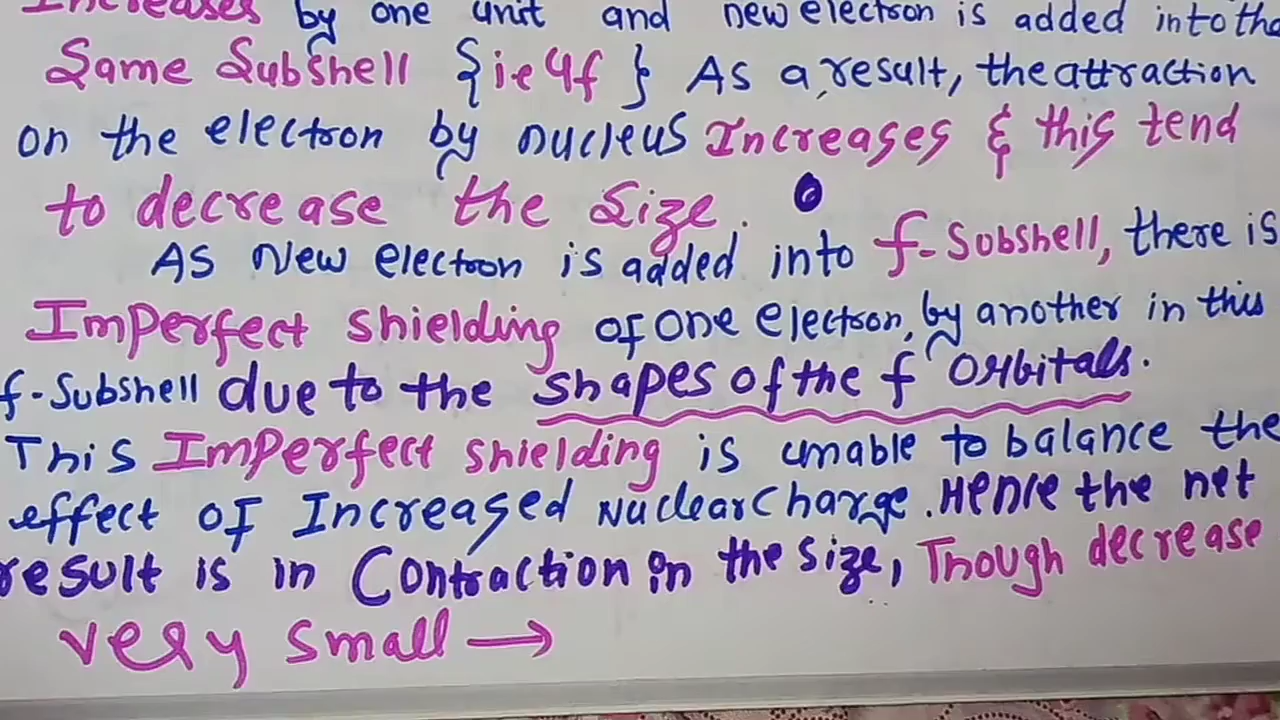 Increases by one unit and new electron is added into the
Same Subshell {i.e 4f} As a result, the attraction
on the electron by nucleus Increases & this tend
to decrease the Size.
As New electron is added into f-Subshell, there is
Imperfect shielding of one electron by another in this
f-Subshell due to the shapes of the f orbitals.
This Imperfect shielding is unable to balance the
effect of Increased Nuclear Charge. Hence the net
result is in Contraction in the size, Though decrease
very small →